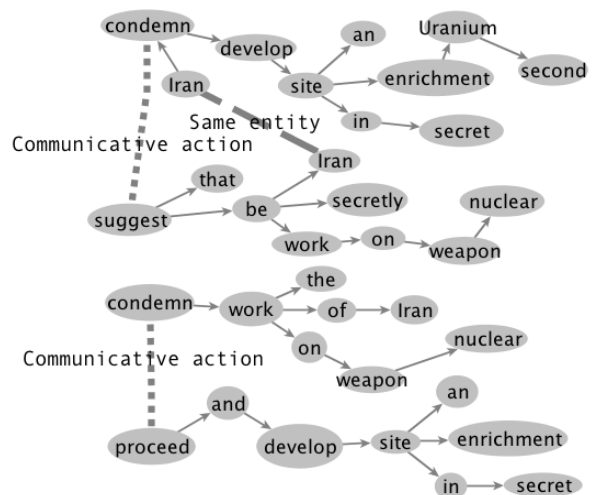 condemn
develop
an
Uranium
Iran
site
enrichment
second
Same entity
in
secret
Communicative action
Iran
that
suggest
be
secretly
nuclear
work
on
weapon
the
condemn
work
of
Iran
on
nuclear
Communicative action
weapon
an
and
proceed
develop
site
enrichment
in
secret